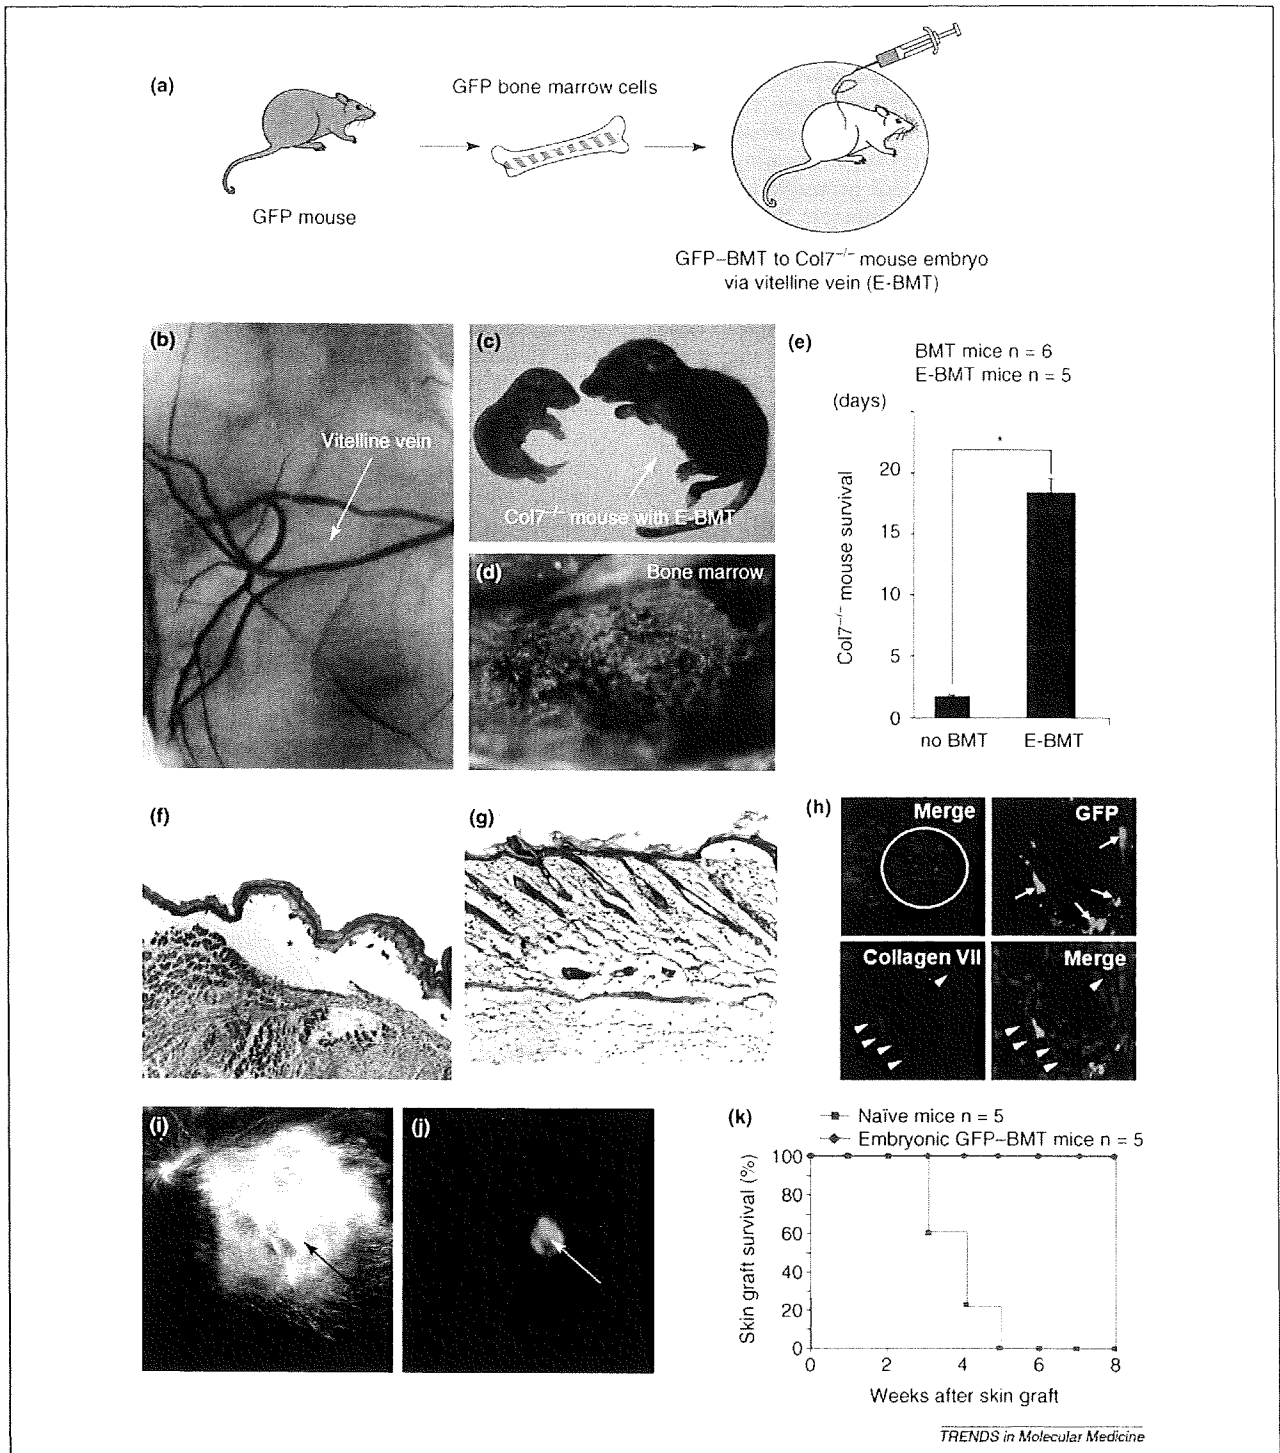 (a)
GFP bone marrow cells
GFP mouse
GFP–BMT to Col7⁻/⁻ mouse embryo
via vitelline vein (E-BMT)
(b)
Vitelline vein
(c)
Col7⁻/⁻ mouse with E-BMT
(d)
Bone marrow
(e)
BMT mice n = 6
E-BMT mice n = 5
(days)
*
Col7⁻/⁻ mouse survival
20
15
10
5
0
no BMT
E-BMT
(f)
*
(g)
*
(h)
Merge
GFP
Collagen VII
Merge
(i)
(j)
(k)
Naïve mice n = 5
Embryonic GFP–BMT mice n = 5
Skin graft survival (%)
100
80
60
40
20
0
0 2 4 6 8
Weeks after skin graft
TRENDS in Molecular Medicine